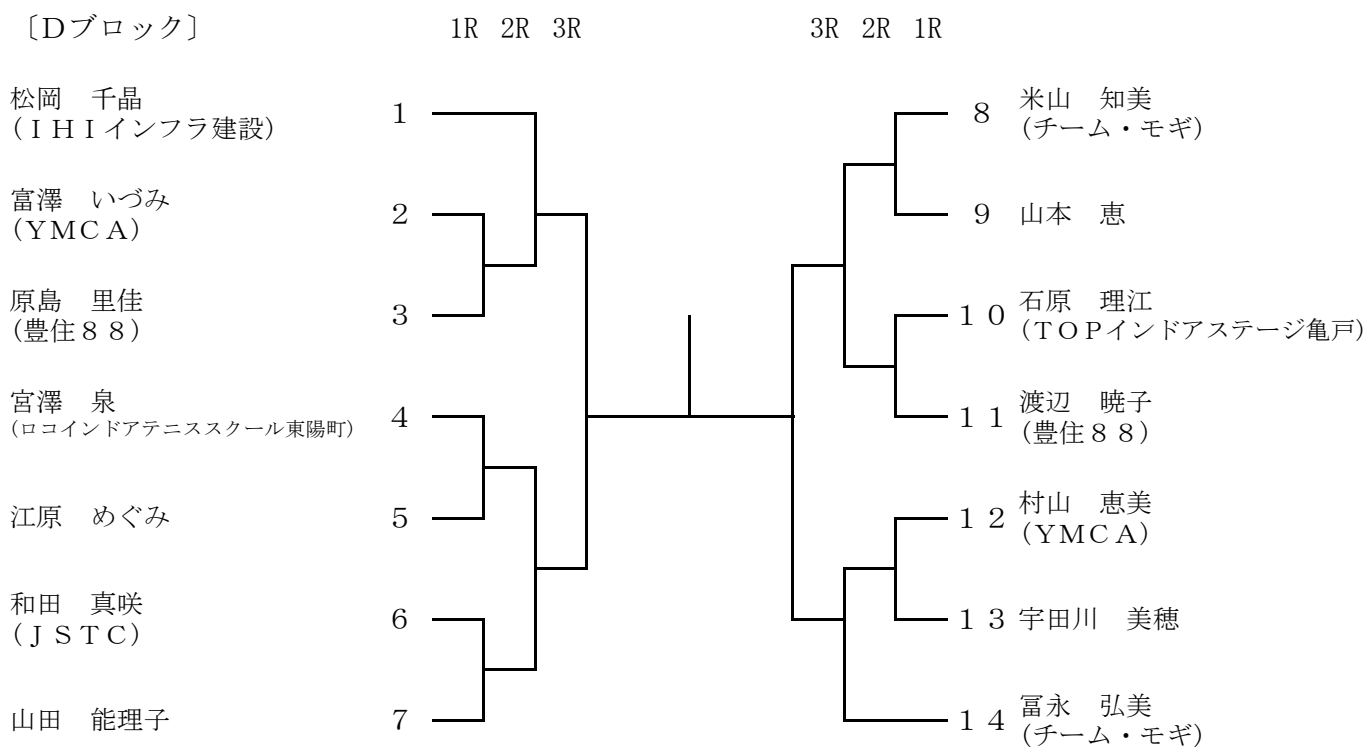 〔Dブロック〕 1R 2R 3R 3R 2R 1R
松岡 千晶
(ＩＨＩインフラ建設)
1
富澤 いづみ
(ＹＭＣＡ)
2
原島 里佳
(豊住８８)
3
宮澤 泉
(ロコインドアテニススクール東陽町)
4
江原 めぐみ
5
和田 真咲
(ＪＳＴＣ)
6
山田 能理子
7
8
米山 知美
(チーム・モギ)
9
山本 恵
１０
石原 理江
(ＴＯＰインドアステージ亀戸)
１１
渡辺 暁子
(豊住８８)
１２
村山 恵美
(ＹＭＣＡ)
１３
宇田川 美穂
１４
冨永 弘美
(チーム・モギ)